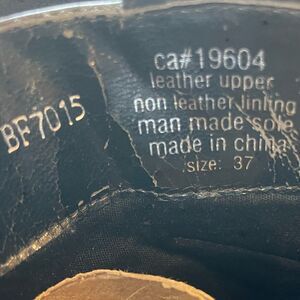 BF7015
ca#19604
leather upper
non leather lining
man made sole
made in china
size: 37